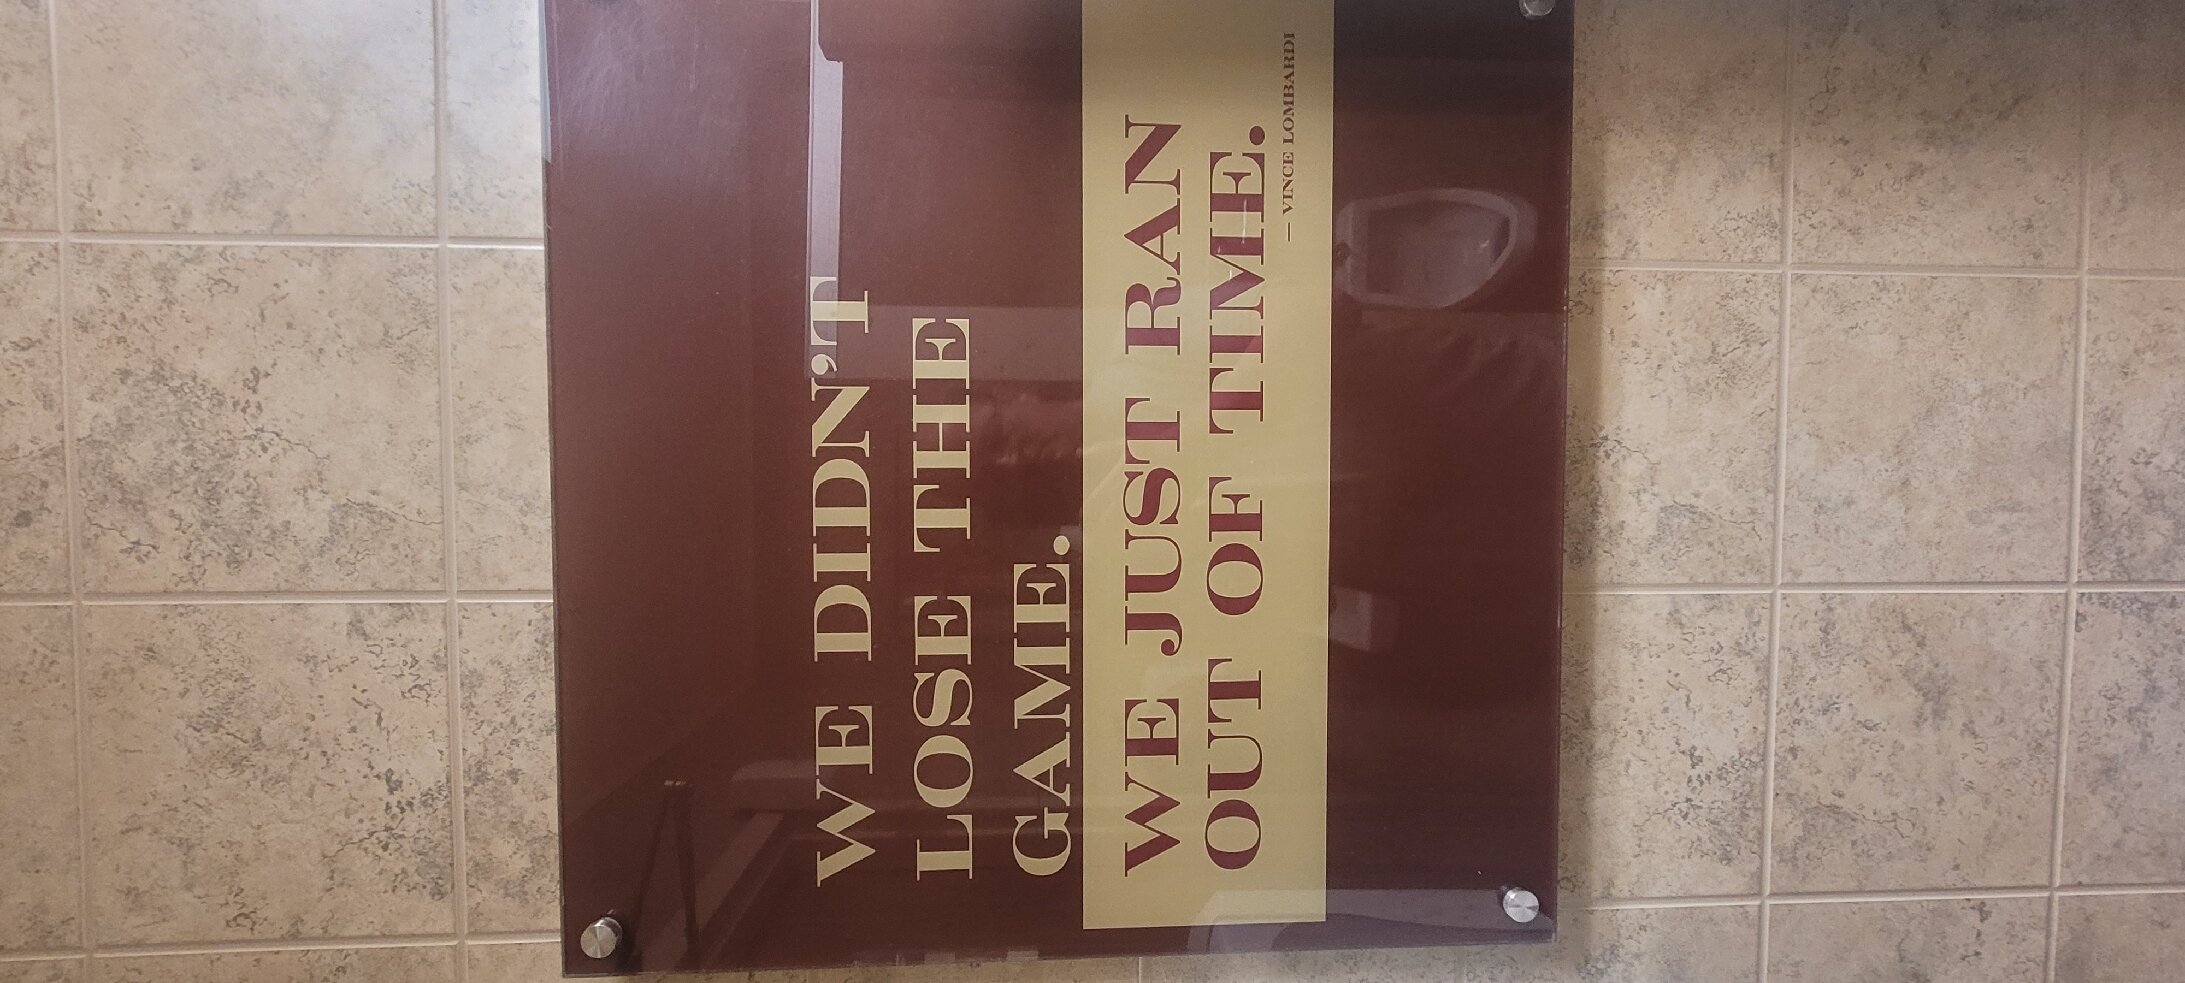 WE DIDN'T
LOSE THE
GAME.
WE JUST RAN
OUT OF TIME.
— VINCE LOMBARDI